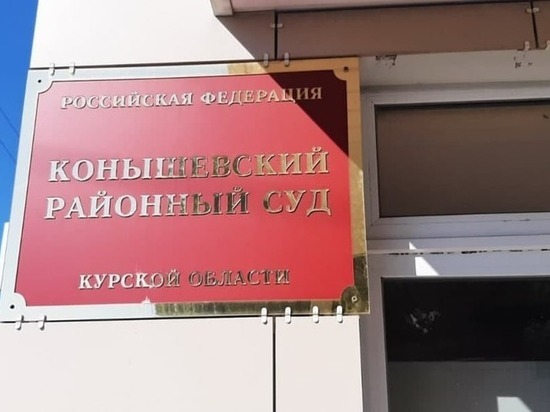 РОССИЙСКАЯ ФЕДЕРАЦИЯ
КОНЫШЕВСКИЙ
РАЙОННЫЙ СУД
КУРСКОЙ ОБЛАСТИ